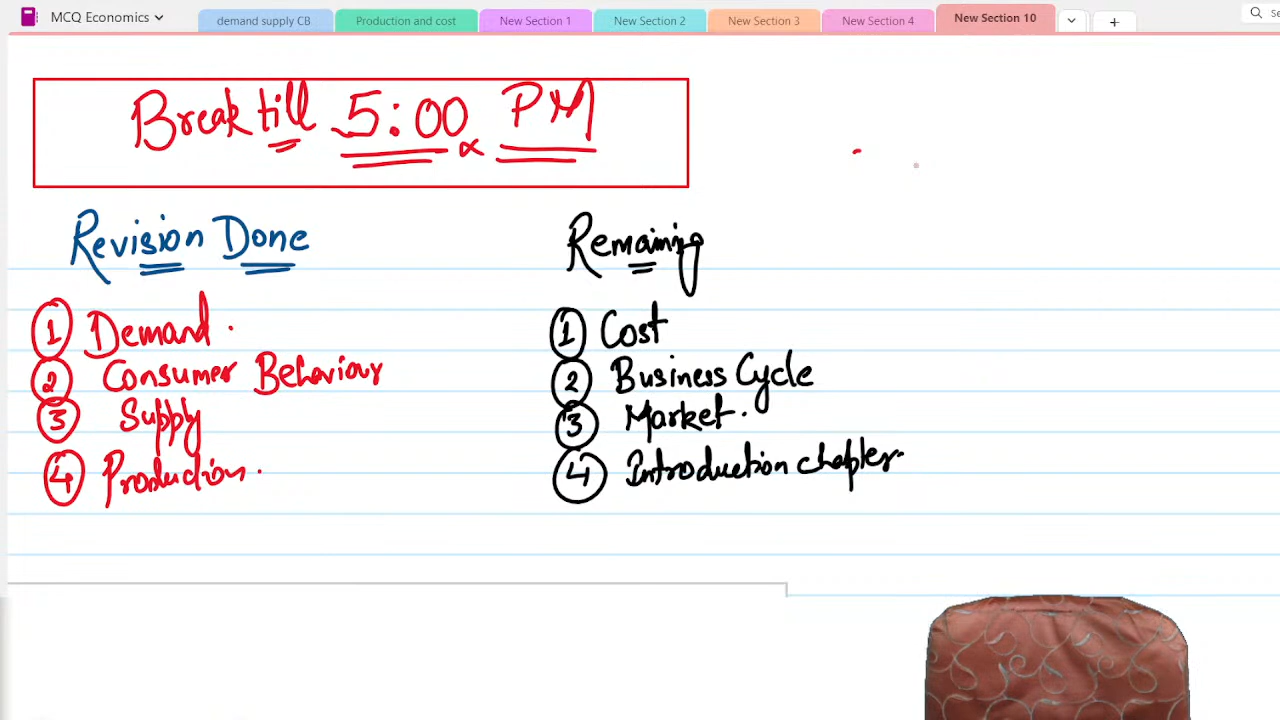 MCQ Economics
demand supply CB
Production and cost
New Section 1
New Section 2
New Section 3
New Section 4
New Section 10
Break till 5:00 PM
Revision Done
1 Demand.
2 Consumer Behaviour
3 Supply
4 Production.
Remaining
1 Cost
2 Business Cycle
3 Market.
4 Introduction chapter.